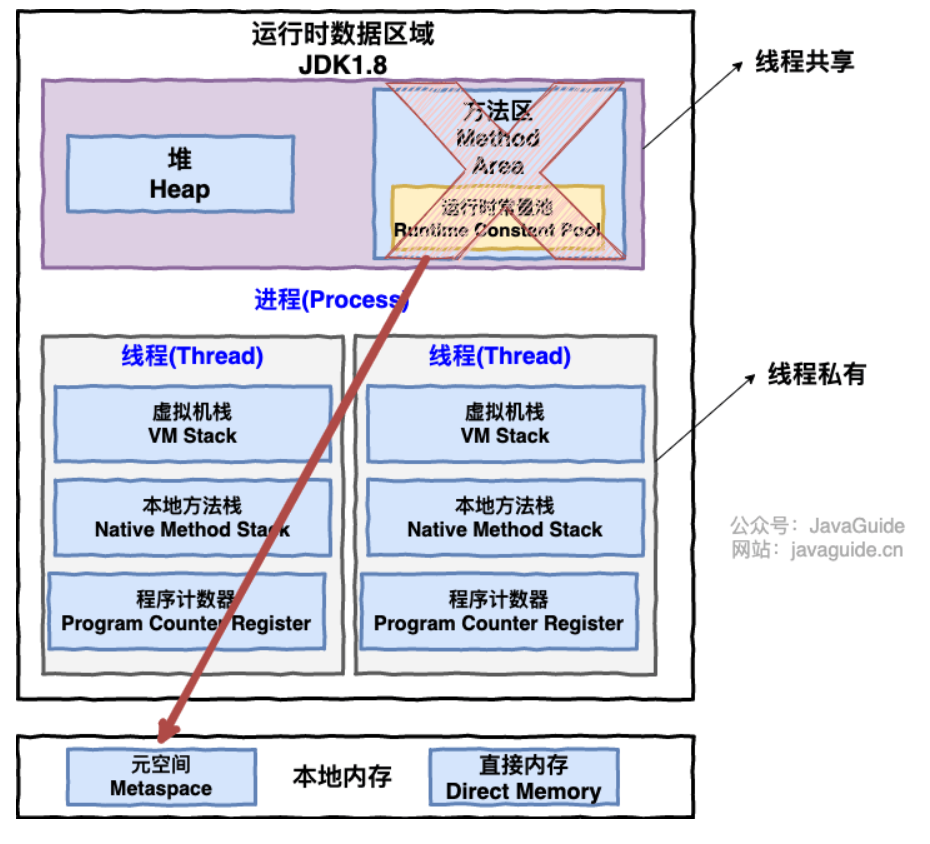 运行时数据区域
JDK1.8
线程共享
方法区
Method
Area
堆
Heap
运行时常量池
Runtime Constant Pool
进程(Process)
线程(Thread)
虚拟机栈
VM Stack
本地方法栈
Native Method Stack
程序计数器
Program Counter Register
线程(Thread)
虚拟机栈
VM Stack
本地方法栈
Native Method Stack
程序计数器
Program Counter Register
线程私有
公众号：JavaGuide
网站：javaguide.cn
元空间
Metaspace
本地内存
直接内存
Direct Memory